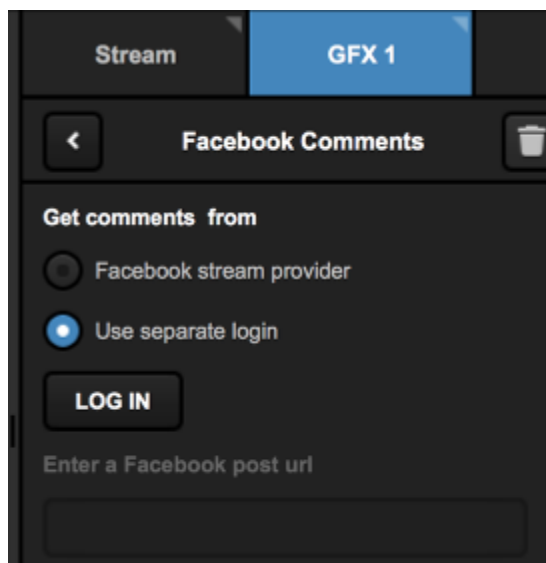 Stream
GFX 1
Facebook Comments
Get comments from
Facebook stream provider
Use separate login
LOG IN
Enter a Facebook post url